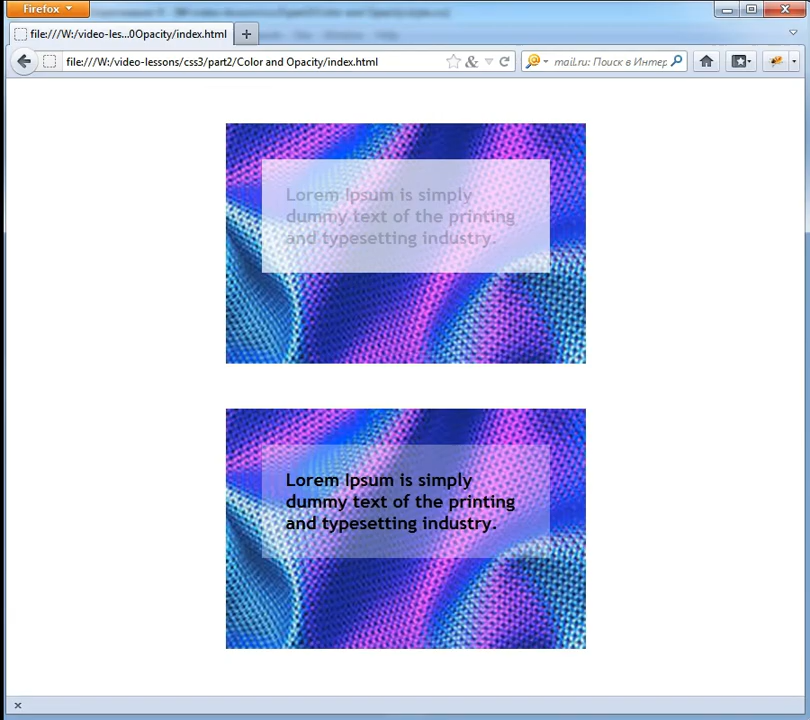 Firefox
file:///W:/video-les...0Opacity/index.html
file:///W:/video-lessons/css3/part2/Color and Opacity/index.html
mail.ru: Поиск в Интер
Lorem Ipsum is simply
dummy text of the printing
and typesetting industry.
Lorem Ipsum is simply
dummy text of the printing
and typesetting industry.